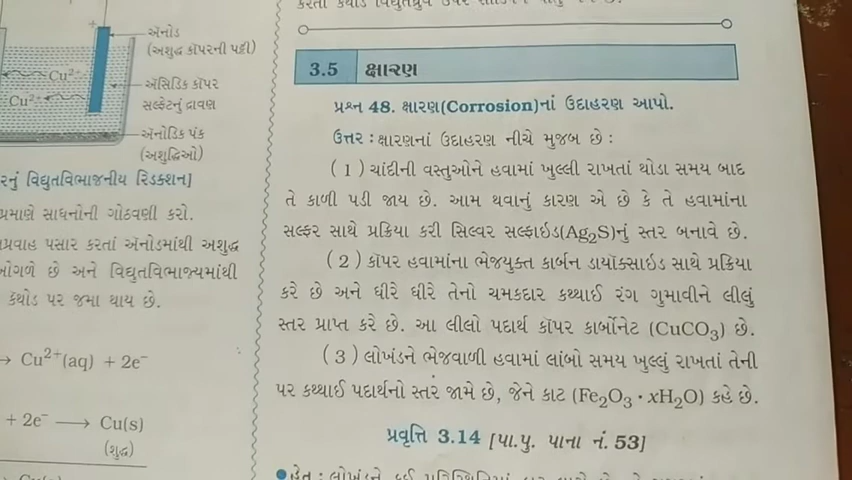 ઍનોડ
(અશુદ્ધ કૉપરની પટ્ટી)
Cu²⁻
ઍસિડિક કૉપર
Cu²⁻
સલ્ફેટનું દ્રાવણ
ઍનોડિક પંક
(અશુદ્ધિઓ)
રનું વિદ્યુતવિભાજનીય રિડક્શન]
પ્રમાણે સાધનોની ગોઠવણી કરો.
પ્રવાહ પસાર કરતાં ઍનોડમાંથી અશુદ્ધ
ઓગળે છે અને વિદ્યુતવિભાજ્યમાંથી
કૅથોડ પર જમા થાય છે.
→ Cu²⁺(aq) + 2e⁻
+ 2e⁻ ⟶ Cu(s)
(શુદ્ધ)
3.5 ક્ષારણ
પ્રશ્ન 48. ક્ષારણ(Corrosion)નાં ઉદાહરણ આપો.
ઉત્તર : ક્ષારણનાં ઉદાહરણ નીચે મુજબ છે :
(1) ચાંદીની વસ્તુઓને હવામાં ખુલ્લી રાખતાં થોડા સમય બાદ
તે કાળી પડી જાય છે. આમ થવાનું કારણ એ છે કે તે હવામાંના
સલ્ફર સાથે પ્રક્રિયા કરી સિલ્વર સલ્ફાઇડ(Ag₂S)નું સ્તર બનાવે છે.
(2) કૉપર હવામાંના ભેજયુક્ત કાર્બન ડાયૉક્સાઇડ સાથે પ્રક્રિયા
કરે છે અને ધીરે ધીરે તેનો ચમકદાર કથ્થાઈ રંગ ગુમાવીને લીલું
સ્તર પ્રાપ્ત કરે છે. આ લીલો પદાર્થ કૉપર કાર્બોનેટ (CuCO₃) છે.
(3) લોખંડને ભેજવાળી હવામાં લાંબો સમય ખુલ્લું રાખતાં તેની
પર કથ્થાઈ પદાર્થનો સ્તર જામે છે, જેને કાટ (Fe₂O₃ · xH₂O) કહે છે.
પ્રવૃત્તિ 3.14 [પા.પુ. પાના નં. 53]